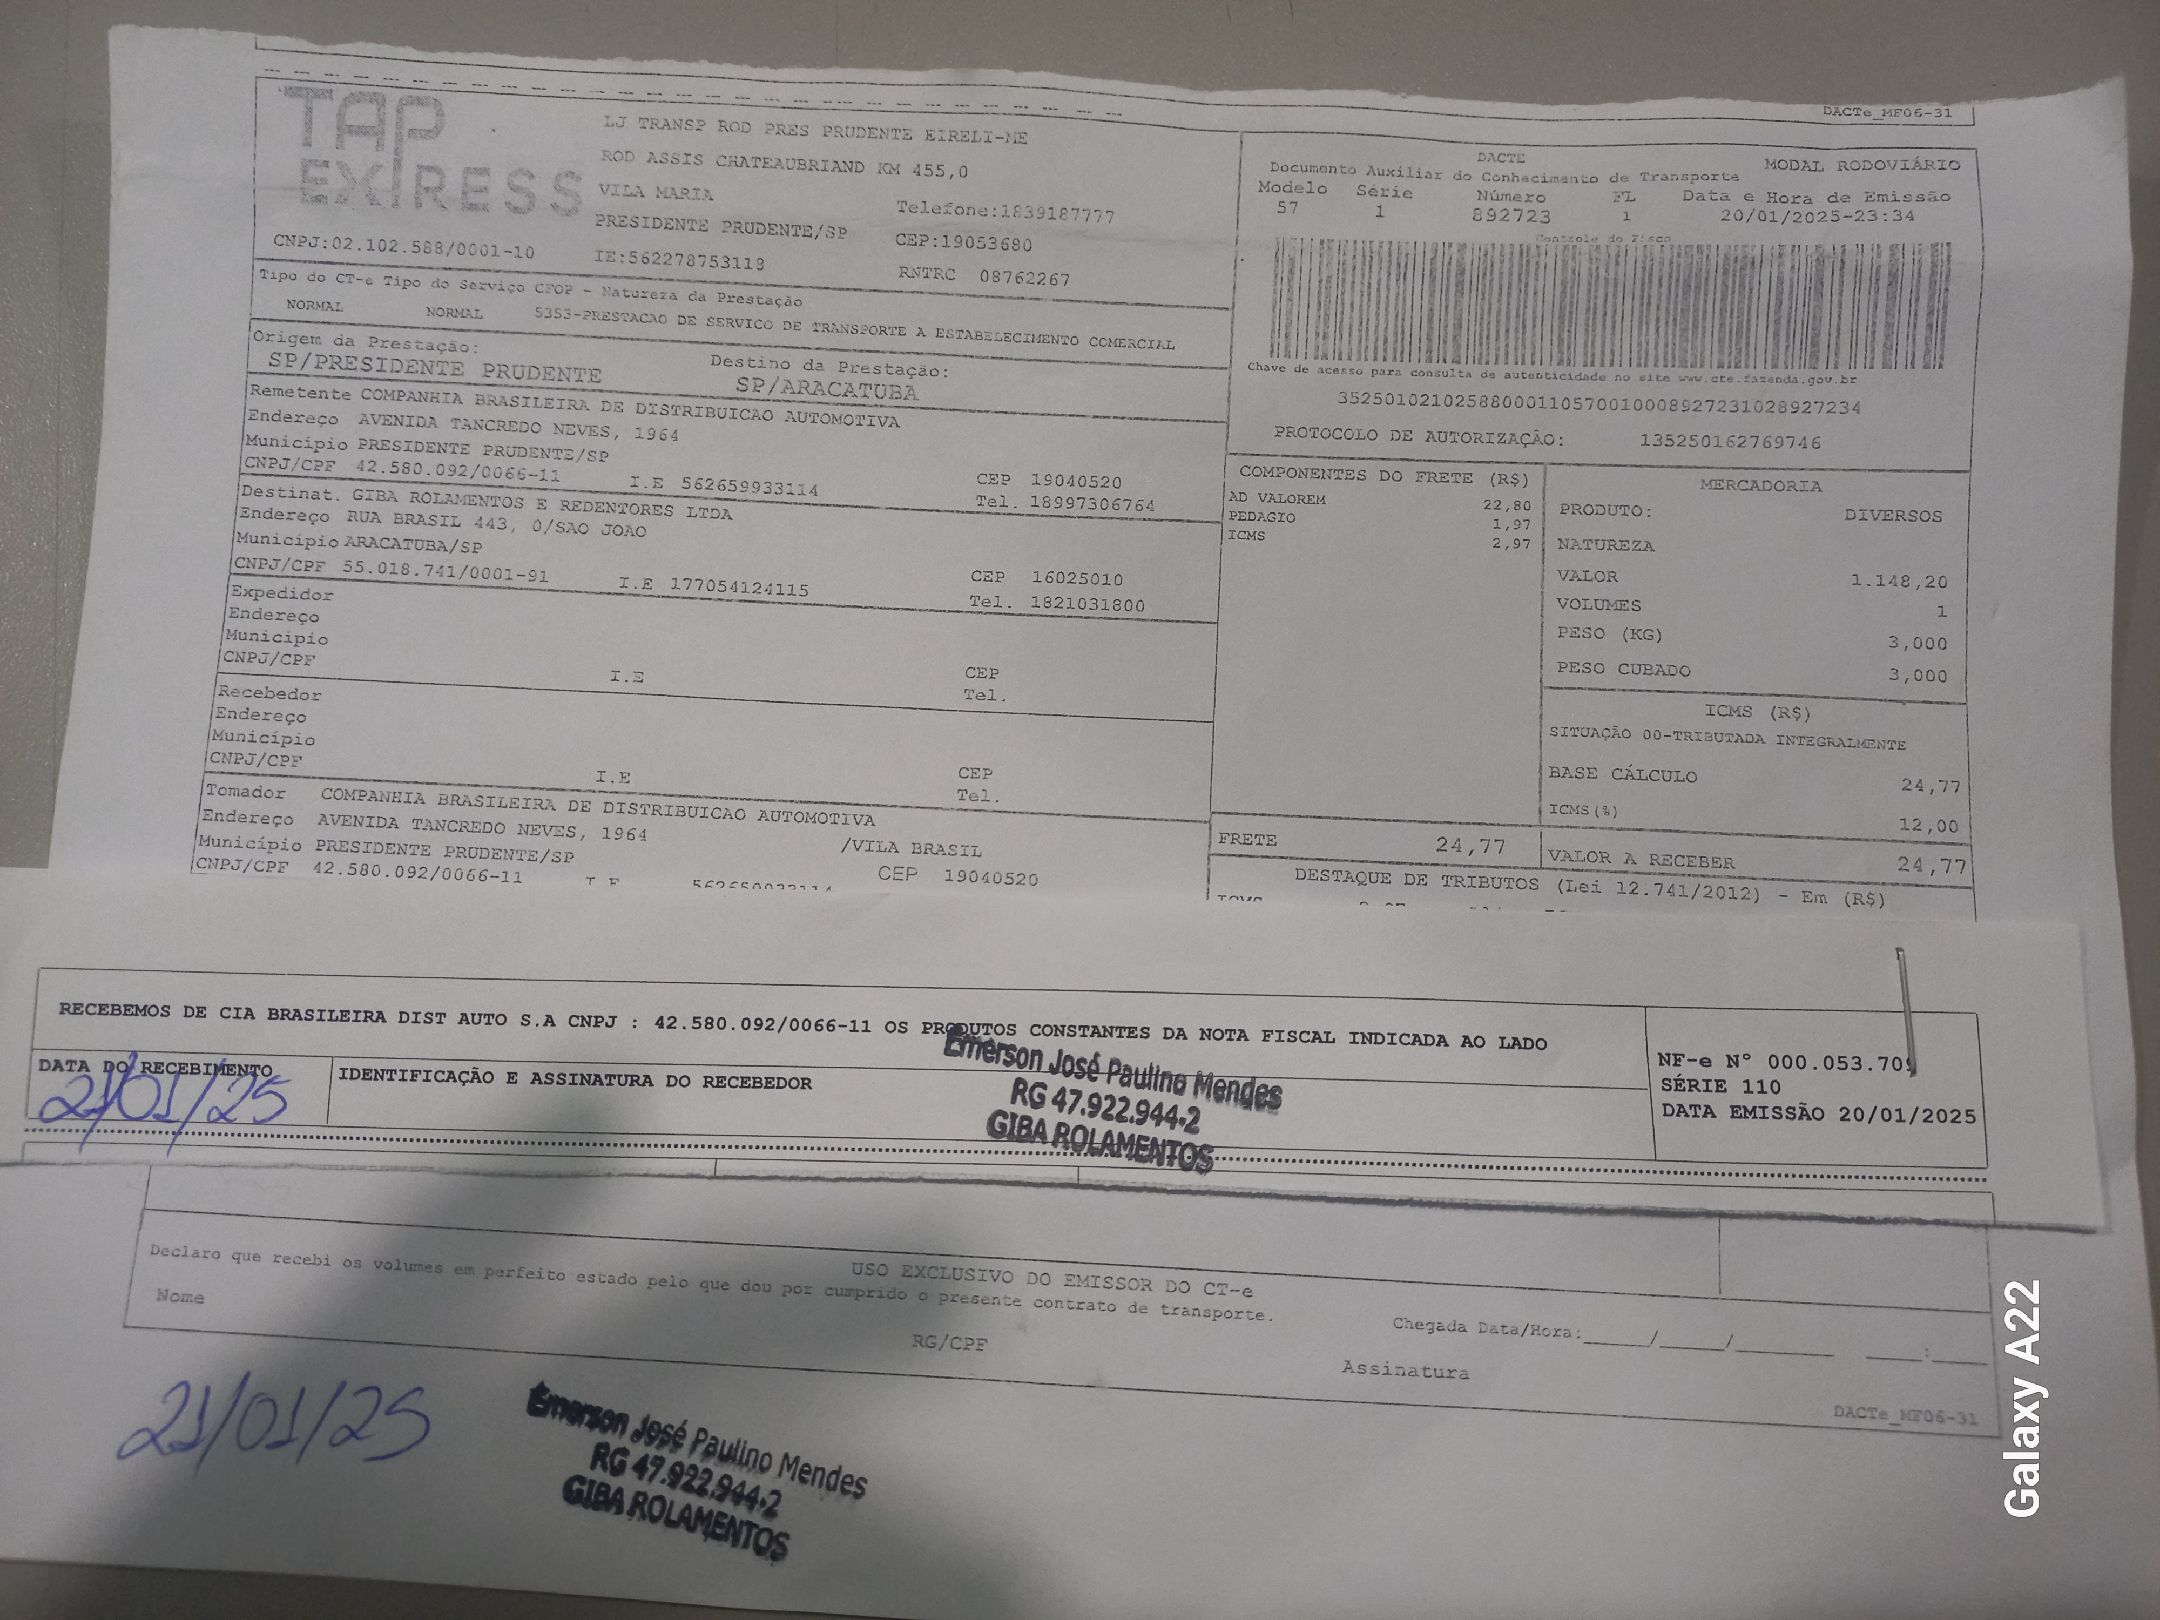 DACTe_MF06-31
TAP EXPRESS
LJ TRANSP ROD PRES PRUDENTE EIRELI-ME
ROD ASSIS CHATEAUBRIAND KM 455,0
VILA MARIA
Telefone:1839187777
PRESIDENTE PRUDENTE/SP CEP:19053680
CNPJ:02.102.588/0001-10 IE:562278753118 RNTRC 08762267
DACTE MODAL RODOVIÁRIO
Documento Auxiliar do Conhecimento de Transporte
Modelo Série Número FL Data e Hora de Emissão
57 1 892723 1 20/01/2025-23:34
Controle do Fisco
Chave de acesso para consulta de autenticidade no site www.cte.fazenda.gov.br
35250102102588000110570010008927231028927234
PROTOCOLO DE AUTORIZAÇÃO: 135250162769746
Tipo do CT-e Tipo do Serviço CFOP - Natureza da Prestação
NORMAL NORMAL 5353-PRESTACAO DE SERVICO DE TRANSPORTE A ESTABELECIMENTO COMERCIAL
Origem da Prestação: Destino da Prestação:
SP/PRESIDENTE PRUDENTE SP/ARACATUBA
Remetente COMPANHIA BRASILEIRA DE DISTRIBUICAO AUTOMOTIVA
Endereço AVENIDA TANCREDO NEVES, 1964
Município PRESIDENTE PRUDENTE/SP CEP 19040520
CNPJ/CPF 42.580.092/0066-11 I.E 562659933114 Tel. 18997306764
Destinat. GIBA ROLAMENTOS E REDENTORES LTDA
Endereço RUA BRASIL 443, 0/SAO JOAO
Município ARACATUBA/SP CEP 16025010
CNPJ/CPF 55.018.741/0001-91 I.E 177054124115 Tel. 1821031800
Expedidor
Endereço
Município CEP
CNPJ/CPF I.E Tel.
Recebedor
Endereço
Município CEP
CNPJ/CPF I.E Tel.
Tomador COMPANHIA BRASILEIRA DE DISTRIBUICAO AUTOMOTIVA
Endereço AVENIDA TANCREDO NEVES, 1964 /VILA BRASIL
Município PRESIDENTE PRUDENTE/SP CEP 19040520
CNPJ/CPF 42.580.092/0066-11
COMPONENTES DO FRETE (R$)
AD VALOREM 22,80
PEDAGIO 1,97
ICMS 2,97
FRETE 24,77
MERCADORIA
PRODUTO: DIVERSOS
NATUREZA
VALOR 1.148,20
VOLUMES 1
PESO (KG) 3,000
PESO CUBADO 3,000
ICMS (R$)
SITUAÇÃO 00-TRIBUTADA INTEGRALMENTE
BASE CÁLCULO 24,77
ICMS(%) 12,00
VALOR A RECEBER 24,77
DESTAQUE DE TRIBUTOS (Lei 12.741/2012) - Em (R$)
RECEBEMOS DE CIA BRASILEIRA DIST AUTO S.A CNPJ : 42.580.092/0066-11 OS PRODUTOS CONSTANTES DA NOTA FISCAL INDICADA AO LADO
DATA DO RECEBIMENTO
21/01/25
IDENTIFICAÇÃO E ASSINATURA DO RECEBEDOR
Emerson José Paulino Mendes
RG 47.922.944-2
GIBA ROLAMENTOS
NF-e N° 000.053.709
SÉRIE 110
DATA EMISSÃO 20/01/2025
USO EXCLUSIVO DO EMISSOR DO CT-e
Declaro que recebi os volumes em perfeito estado pelo que dou por cumprido o presente contrato de transporte.
Nome RG/CPF Assinatura Chegada Data/Hora:_____/_____/________ ____:____
DACTe_MF06-31
21/01/25
Emerson José Paulino Mendes
RG 47.922.944-2
GIBA ROLAMENTOS
Galaxy A22